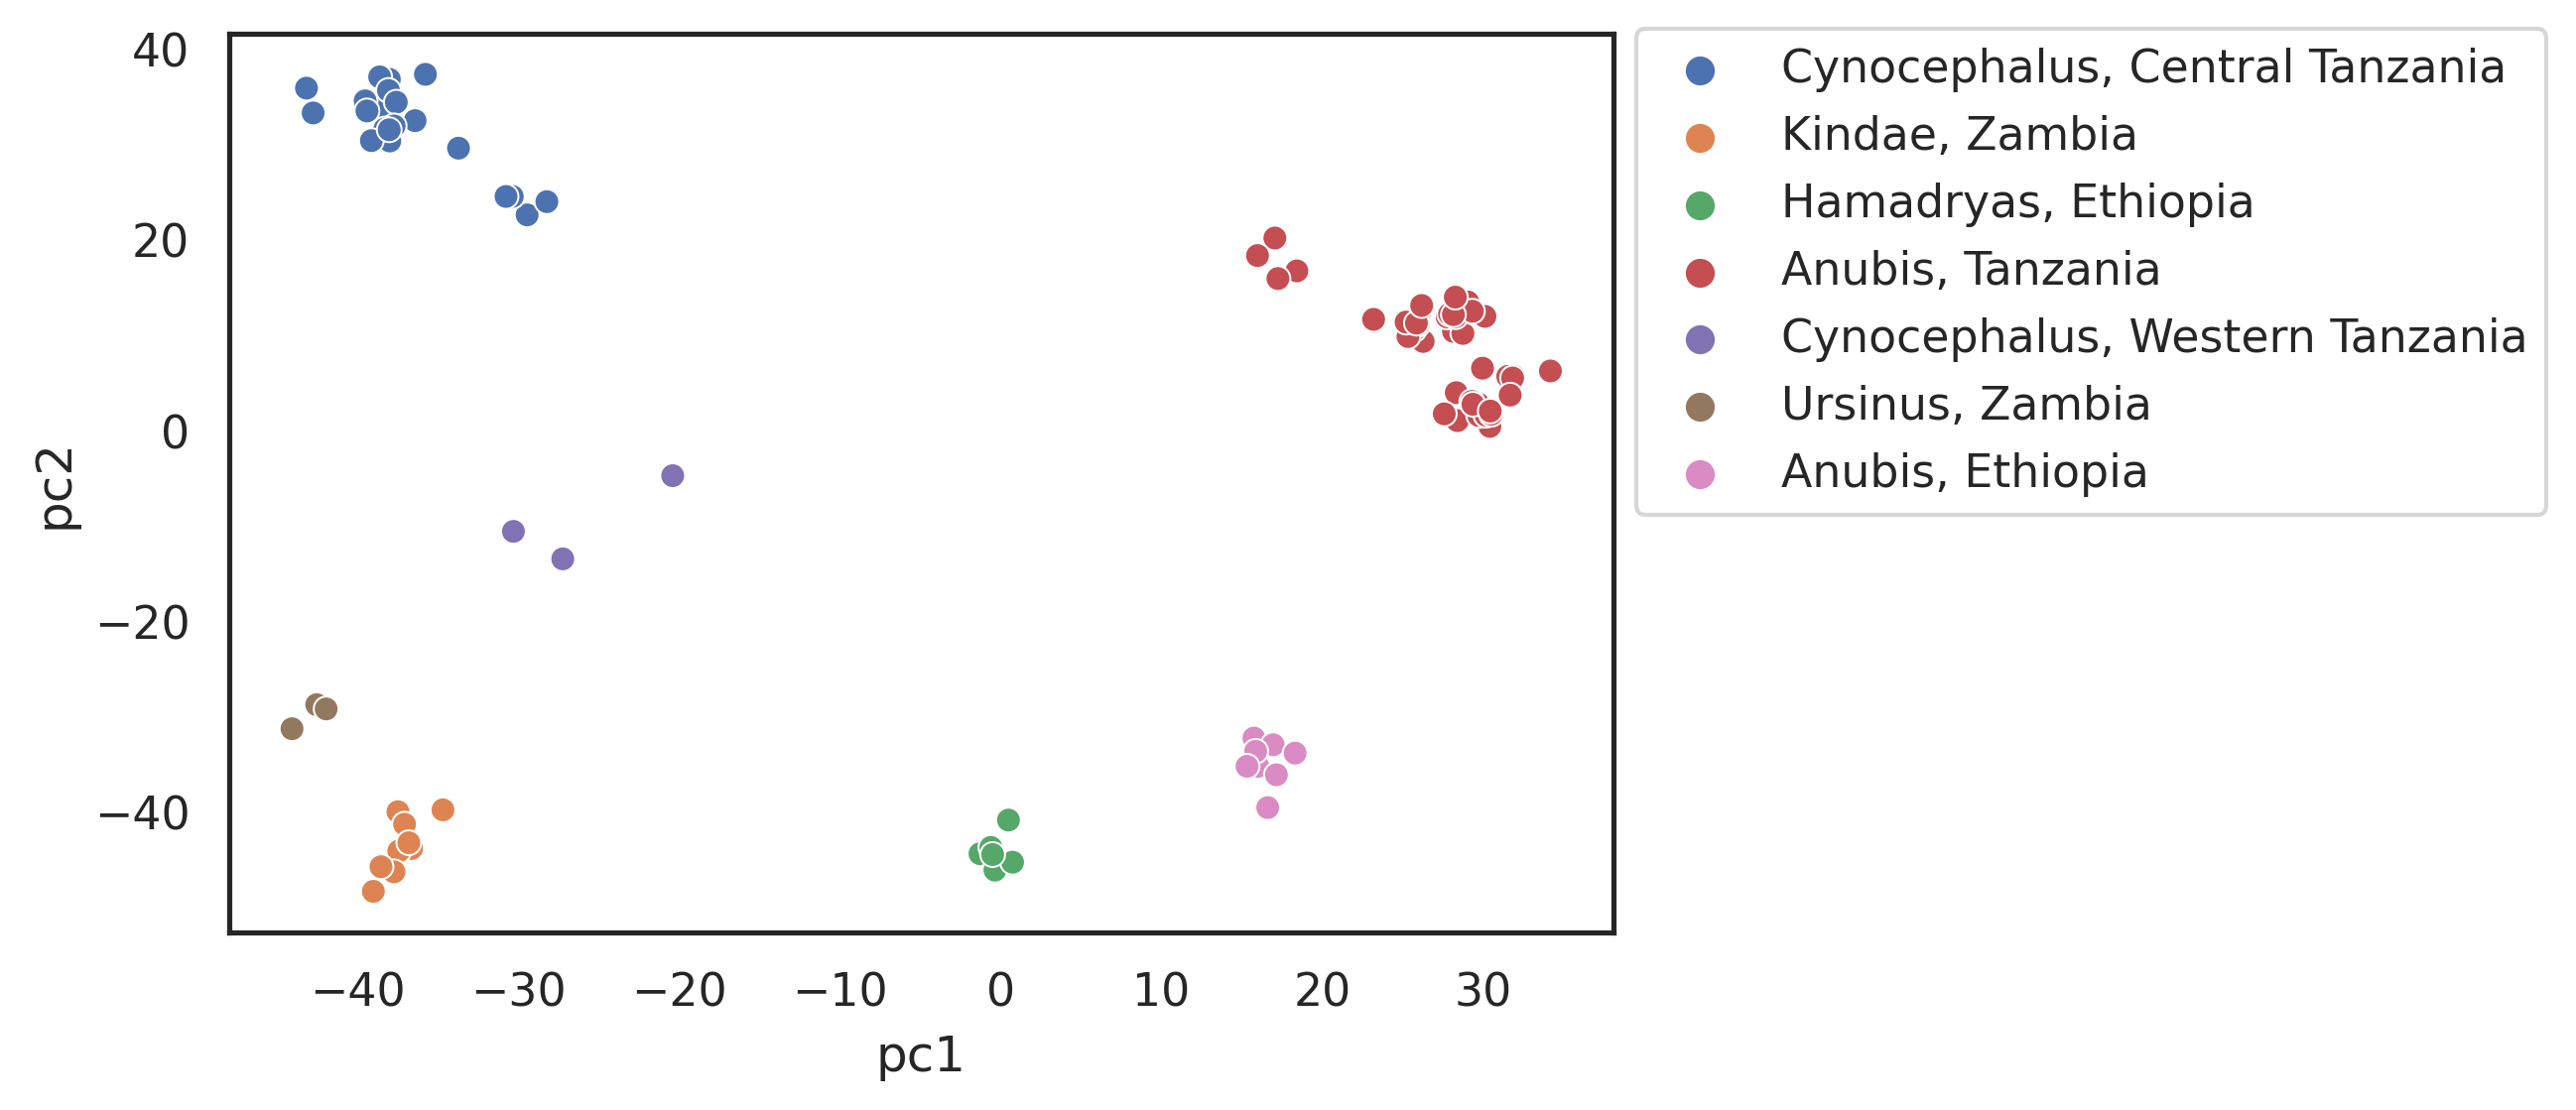 40
20
0
−20
−40
pc2
−40
−30
−20
−10
0
10
20
30
pc1
Cynocephalus, Central Tanzania
Kindae, Zambia
Hamadryas, Ethiopia
Anubis, Tanzania
Cynocephalus, Western Tanzania
Ursinus, Zambia
Anubis, Ethiopia